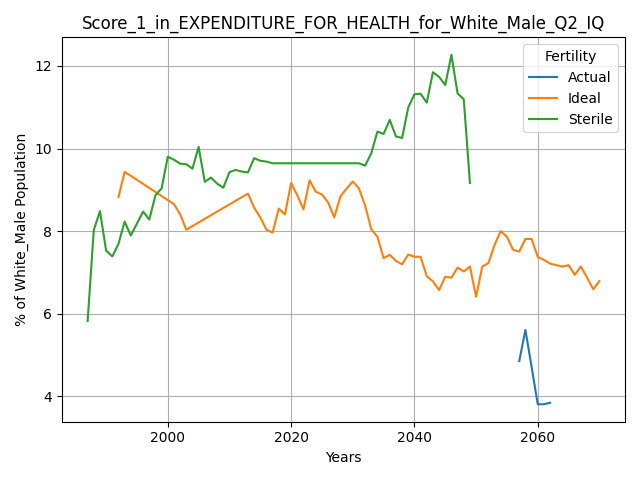 Score_1_in_EXPENDITURE_FOR_HEALTH_for_White_Male_Q2_IQ
% of White_Male Population
12
10
8
6
4
Fertility
Actual
Ideal
Sterile
2000
2020
2040
2060
Years